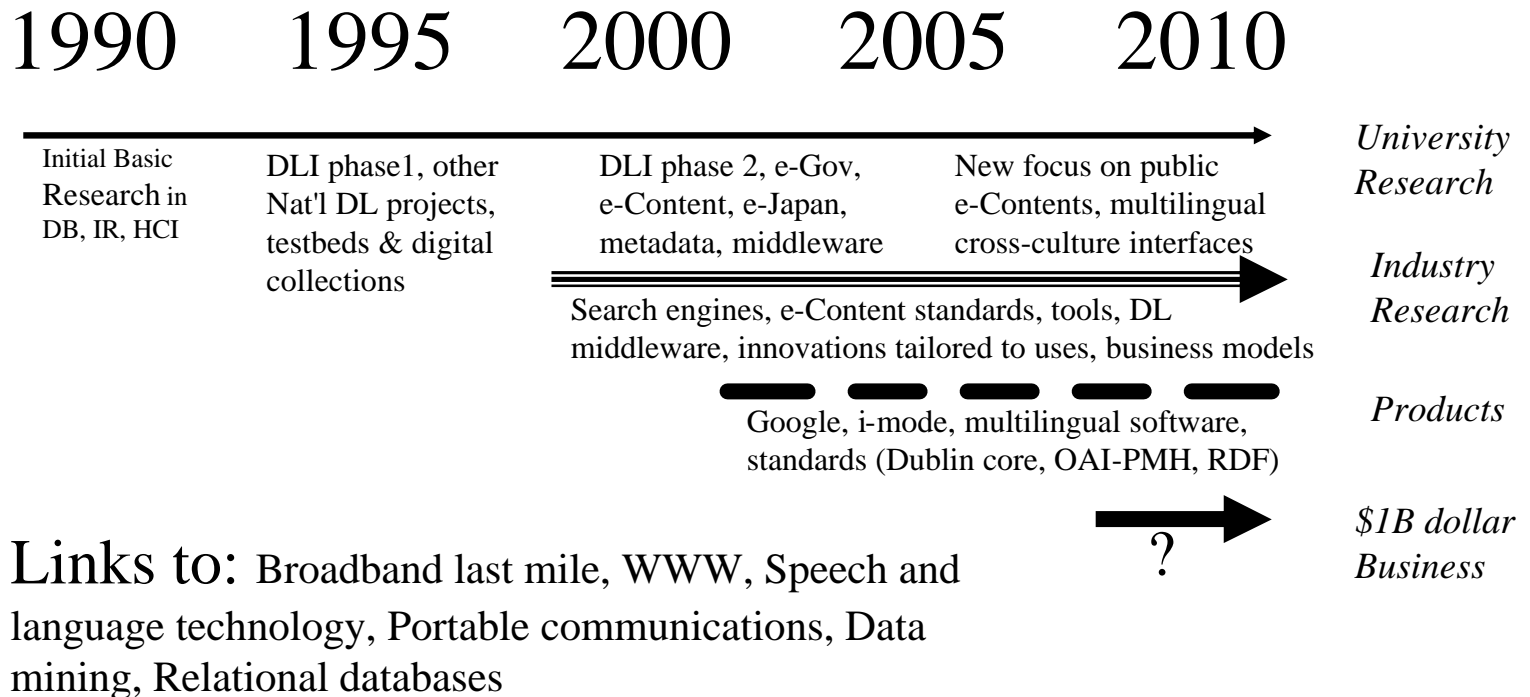 1990 1995 2000 2005 2010
Initial Basic
Research in
DB, IR, HCI
DLI phase1, other
Nat'l DL projects,
testbeds & digital
collections
DLI phase 2, e-Gov,
e-Content, e-Japan,
metadata, middleware
New focus on public
e-Contents, multilingual
cross-culture interfaces
University
Research
Search engines, e-Content standards, tools, DL
middleware, innovations tailored to uses, business models
Industry
Research
Google, i-mode, multilingual software,
standards (Dublin core, OAI-PMH, RDF)
Products
?
$1B dollar
Business
Links to: Broadband last mile, WWW, Speech and
language technology, Portable communications, Data
mining, Relational databases